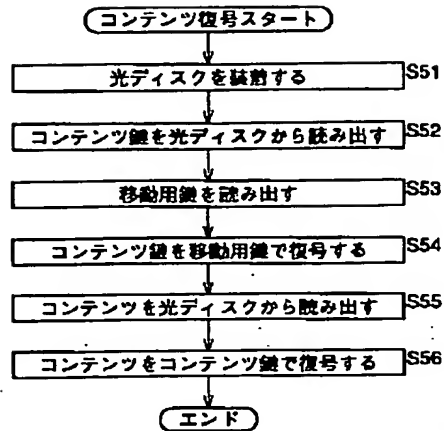 コンテンツ復号スタート
光ディスクを装着する S51
コンテンツ鍵を光ディスクから読み出す S52
移動用鍵を読み出す S53
コンテンツ鍵を移動用鍵で復号する S54
コンテンツを光ディスクから読み出す S55
コンテンツをコンテンツ鍵で復号する S56
エンド